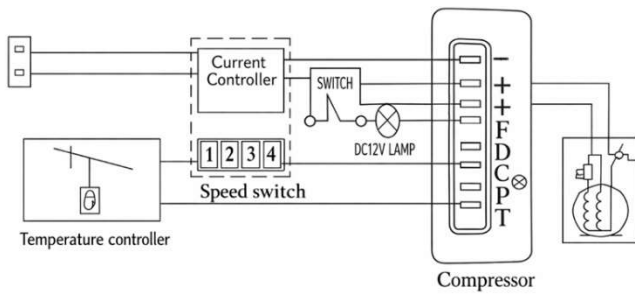 Current
Controller
SWITCH
DC12V LAMP
1 2 3 4
Speed switch
Temperature controller
−
+
+
F
D
C
P
T
Compressor